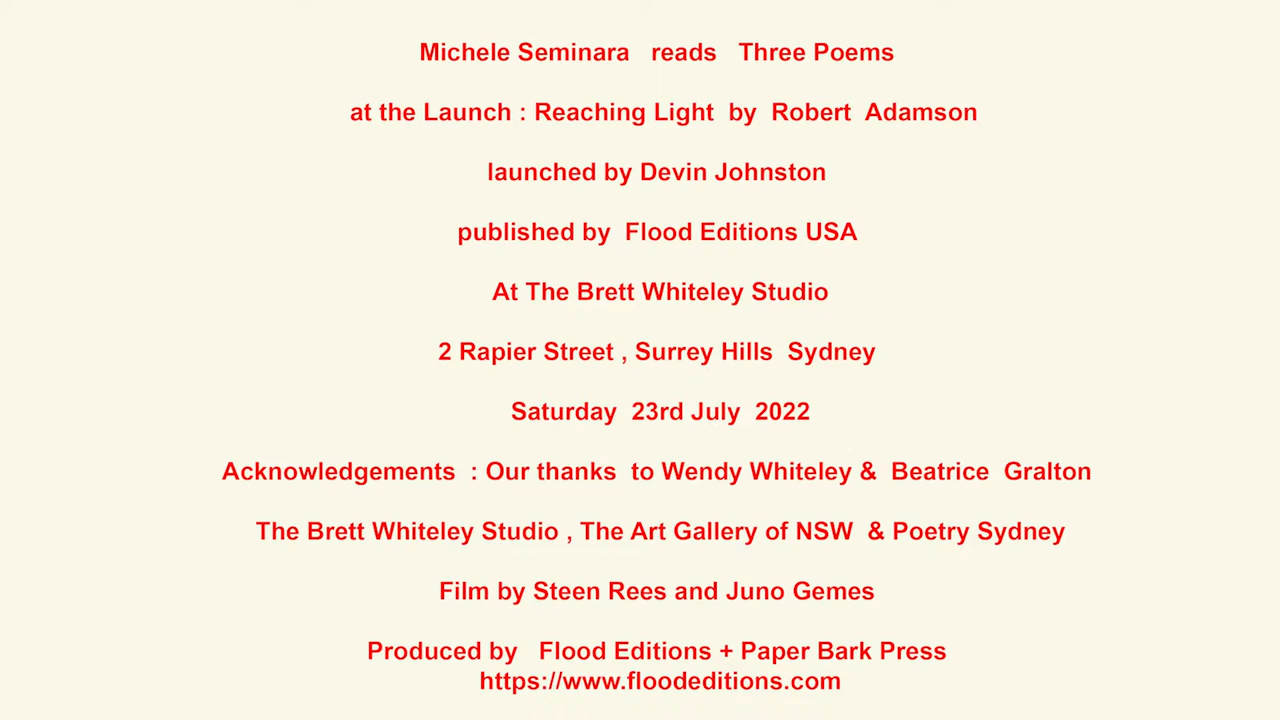 Michele Seminara reads Three Poems
at the Launch : Reaching Light by Robert Adamson
launched by Devin Johnston
published by Flood Editions USA
At The Brett Whiteley Studio
2 Rapier Street , Surrey Hills Sydney
Saturday 23rd July 2022
Acknowledgements : Our thanks to Wendy Whiteley & Beatrice Gralton
The Brett Whiteley Studio , The Art Gallery of NSW & Poetry Sydney
Film by Steen Rees and Juno Gemes
Produced by Flood Editions + Paper Bark Press
https://www.floodeditions.com